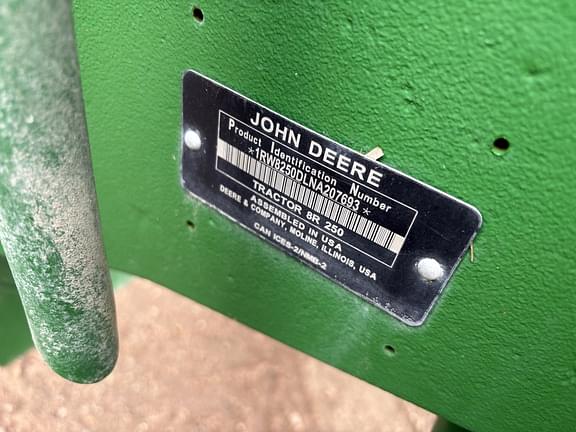 JOHN DEERE
Product Identification Number
*1RW8250DLNA207693*
TRACTOR 8R 250
ASSEMBLED IN USA
DEERE & COMPANY, MOLINE, ILLINOIS, USA
CAN ICES-2/NMB-2